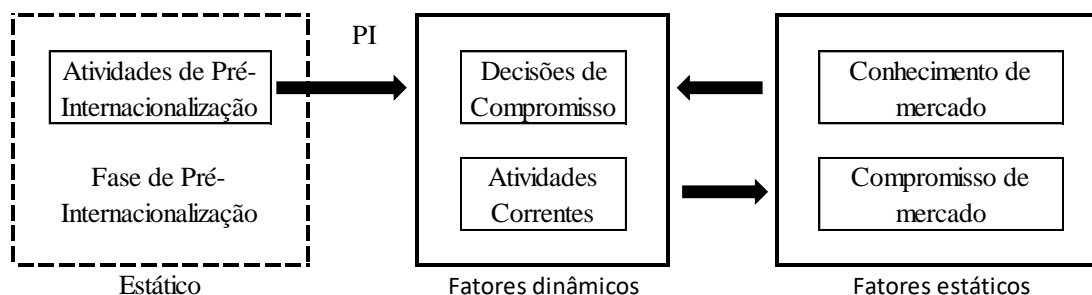 PI
Atividades de Pré-
Internacionalização
Fase de Pré-
Internacionalização
Estático
Decisões de
Compromisso
Atividades
Correntes
Fatores dinâmicos
Conhecimento de
mercado
Compromisso de
mercado
Fatores estáticos